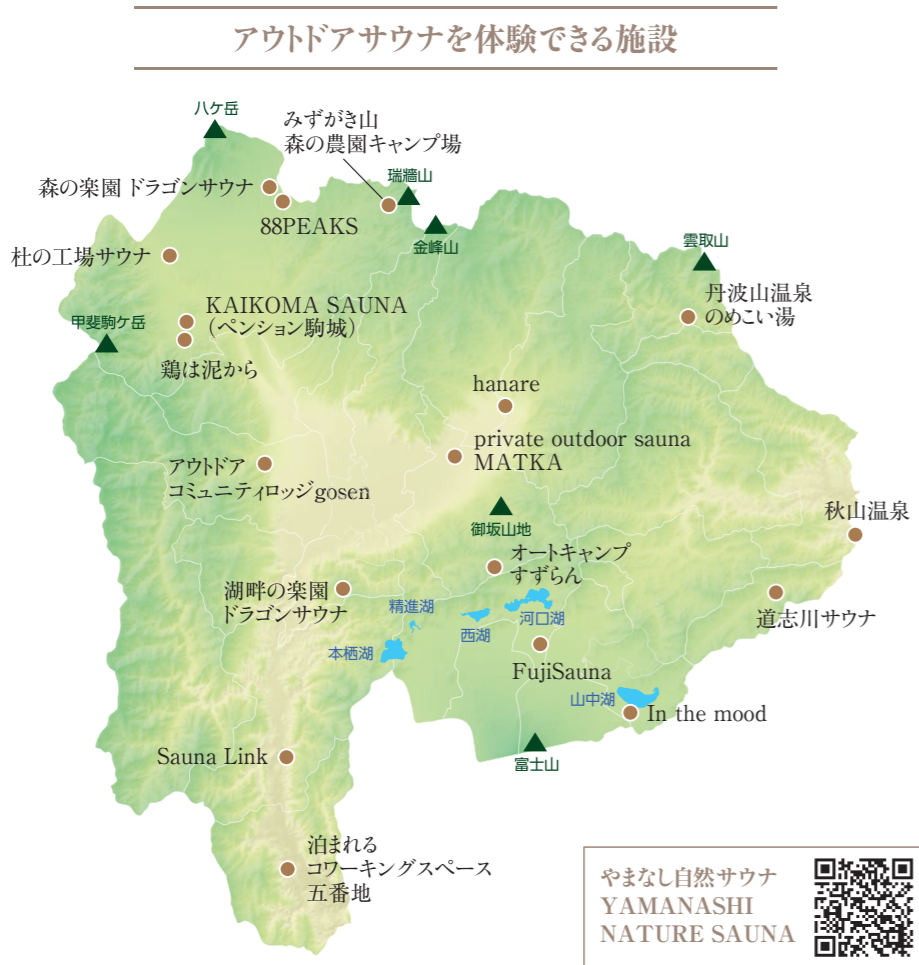 アウトドアサウナを体験できる施設
八ケ岳
みずがき山
森の農園キャンプ場
瑞牆山
森の楽園 ドラゴンサウナ
88PEAKS
金峰山
雲取山
杜の工場サウナ
丹波山温泉
のめこい湯
KAIKOMA SAUNA
（ペンション駒城）
甲斐駒ケ岳
鶏は泥から
hanare
private outdoor sauna
MATKA
アウトドア
コミュニティロッジgosen
秋山温泉
御坂山地
オートキャンプ
すずらん
湖畔の楽園
ドラゴンサウナ
精進湖
西湖
河口湖
道志川サウナ
本栖湖
FujiSauna
山中湖
In the mood
Sauna Link
富士山
泊まれる
コワーキングスペース
五番地
やまなし自然サウナ
YAMANASHI
NATURE SAUNA